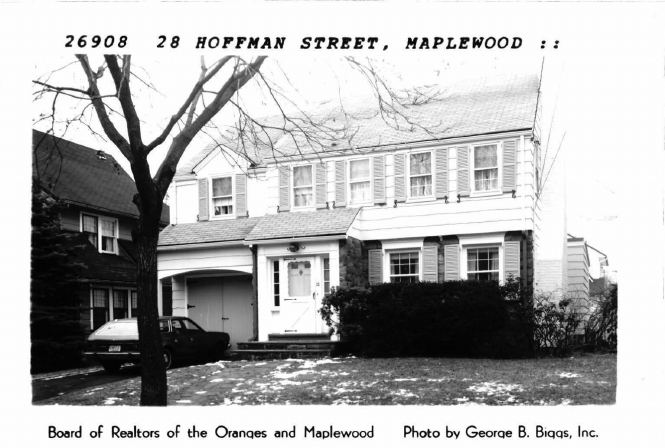 26908 28 HOFFMAN STREET, MAPLEWOOD ::
Board of Realtors of the Oranges and Maplewood Photo by George B. Biggs, Inc.